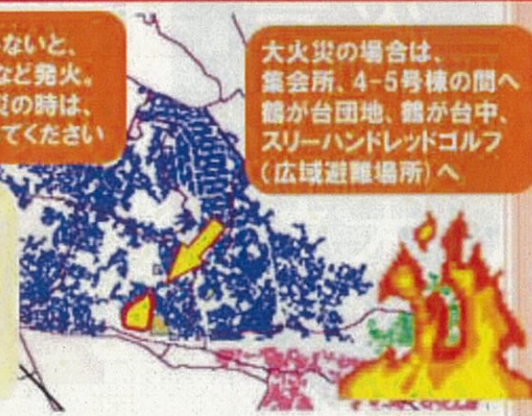 ないと、
など発火。
災の時は、
てください
大火災の場合は、
集会所、4-5号棟の間へ
鶴が台団地、鶴が台中、
スリーハンドレッドゴルフ
(広域避難場所)へ